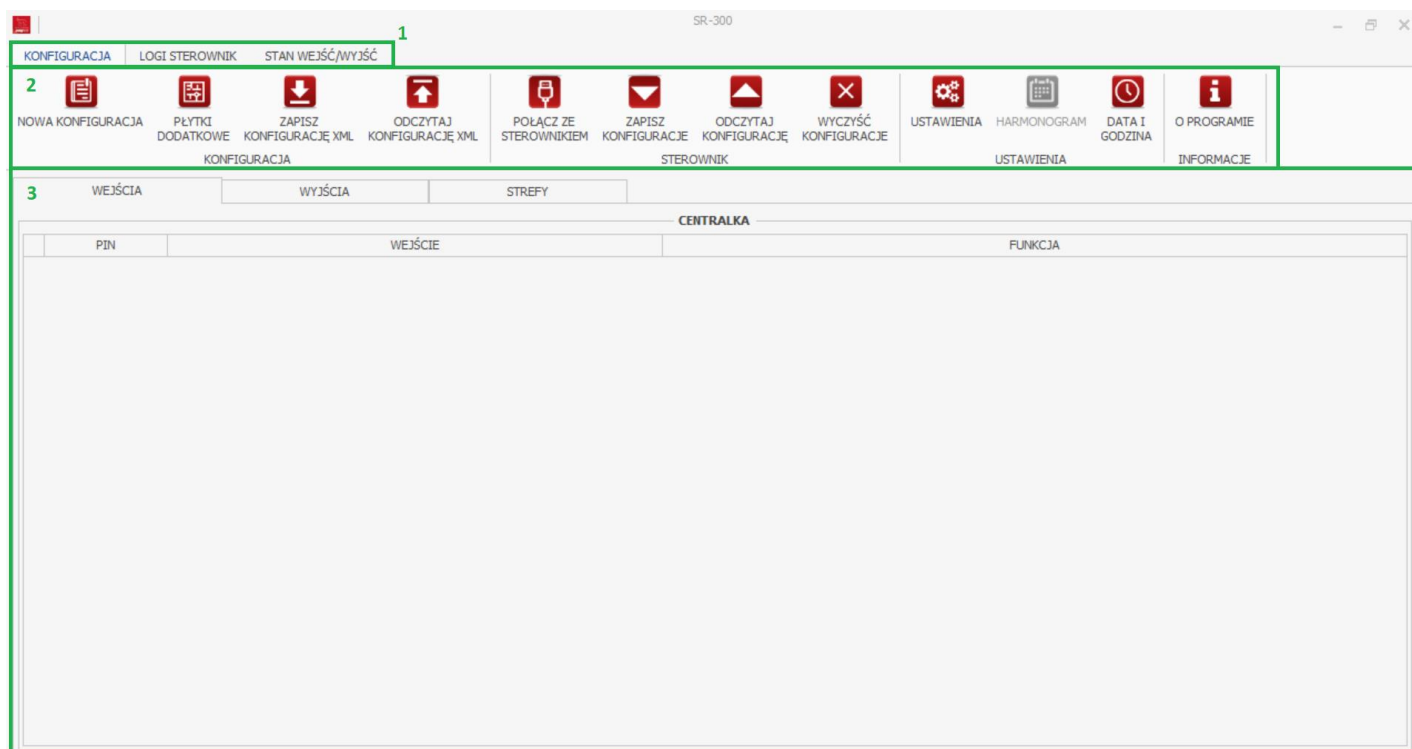 SR-300
1
KONFIGURACJA LOGI STEROWNIK STAN WEJŚĆ/WYJŚĆ
2
NOWA KONFIGURACJA
PŁYTKI
DODATKOWE
ZAPISZ
KONFIGURACJĘ XML
ODCZYTAJ
KONFIGURACJĘ XML
KONFIGURACJA
POŁĄCZ ZE
STEROWNIKIEM
ZAPISZ
KONFIGURACJE
ODCZYTAJ
KONFIGURACJĘ
WYCZYŚĆ
KONFIGURACJE
STEROWNIK
USTAWIENIA
HARMONOGRAM
DATA I
GODZINA
USTAWIENIA
O PROGRAMIE
INFORMACJE
3
WEJŚCIA WYJŚCIA STREFY
CENTRALKA
PIN WEJŚCIE FUNKCJA